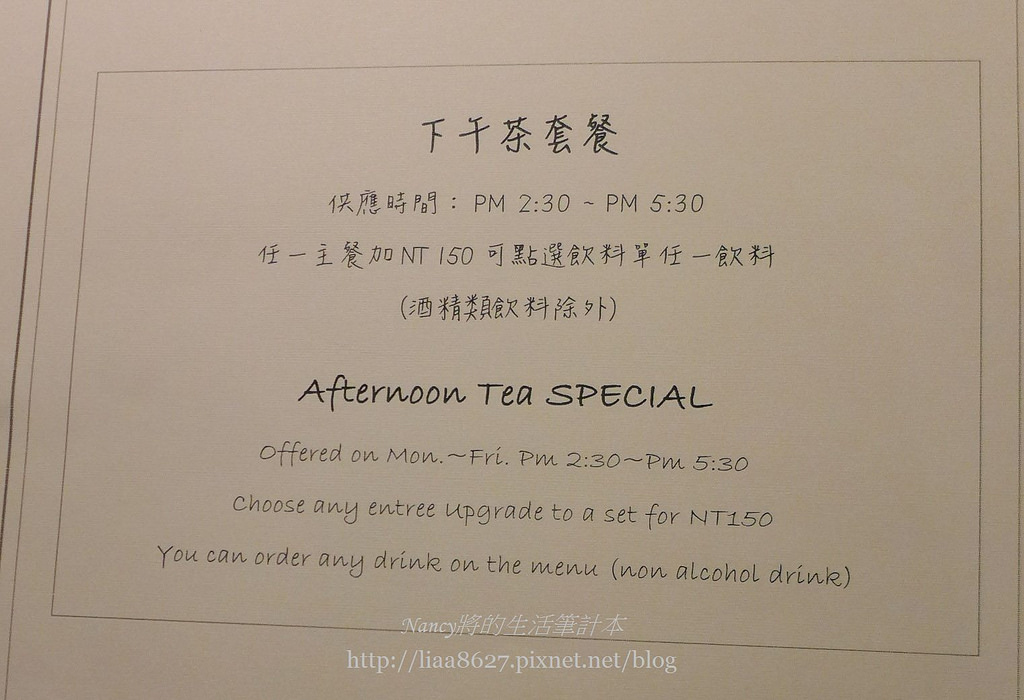 下午茶套餐
供應時間：PM 2:30 ~ PM 5:30
任一主餐加NT 150 可點選飲料單任一飲料
(酒精類飲料除外)
Afternoon Tea SPECIAL
Offered on Mon.~Fri. Pm 2:30~Pm 5:30
Choose any entree upgrade to a set for NT150
You can order any drink on the menu (non alcohol drink)
Nancy將的生活筆計本
http://liaa8627.pixnet.net/blog